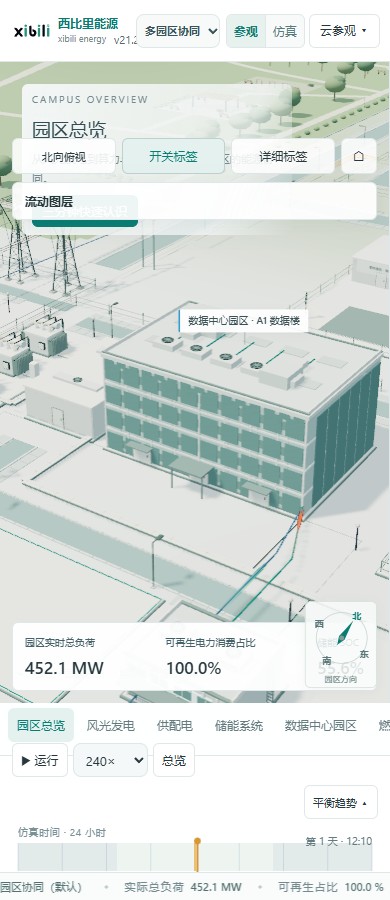 xibili 西比里能源
xibili energy v21.2
多园区协同 参观 仿真 云参观
CAMPUS OVERVIEW
园区总览
北向俯视 开关标签 详细标签
同。
流动图层
数据中心园区 · A1 数据楼
园区实时总负荷 可再生电力消费占比
452.1 MW 100.0% 55.6%
北 西 东 南
园区方向
园区总览 风光发电 供配电 储能系统 数据中心园区 燃
运行 240× 总览
平衡趋势
仿真时间 · 24 小时 第 1 天 · 12:10
园区协同（默认） 实际总负荷 452.1 MW 可再生占比 100.0%